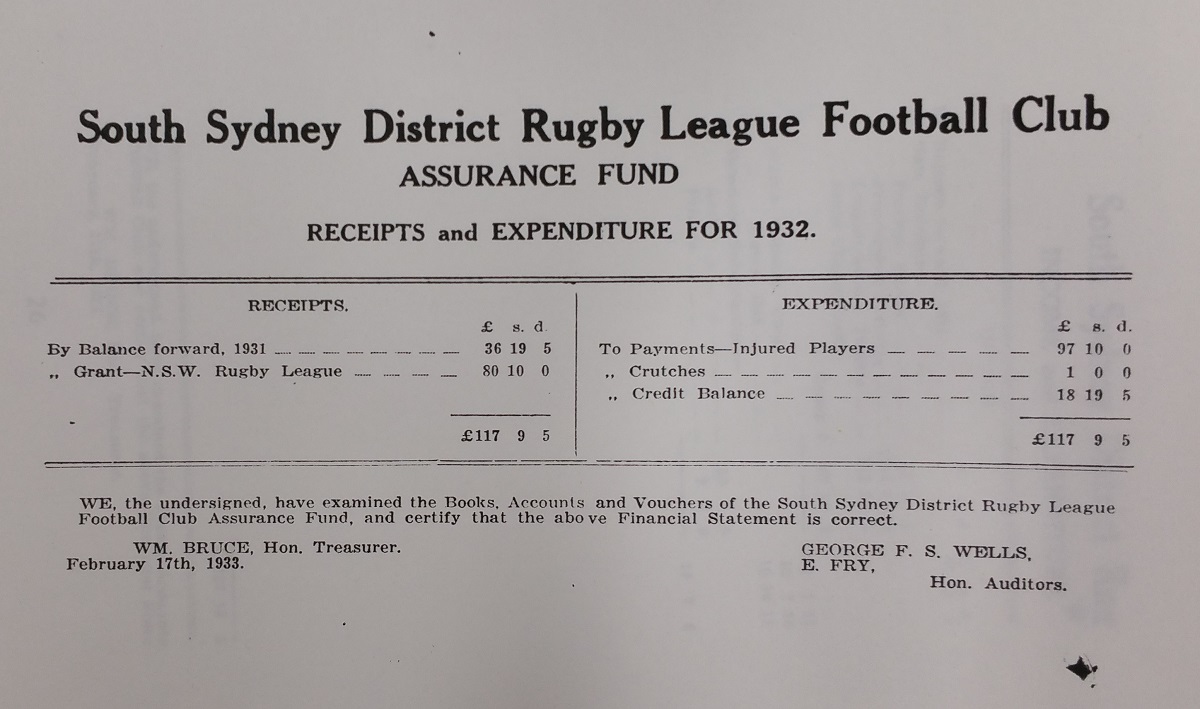 South Sydney District Rugby League Football Club
ASSURANCE FUND
RECEIPTS and EXPENDITURE FOR 1932.
RECEIPTS.
£ s. d.
By Balance forward, 1931 36 19 5
„ Grant—N.S.W. Rugby League 80 10 0
£117 9 5
EXPENDITURE.
£ s. d.
To Payments—Injured Players 97 10 0
„ Crutches 1 0 0
„ Credit Balance 18 19 5
£117 9 5
WE, the undersigned, have examined the Books, Accounts and Vouchers of the South Sydney District Rugby League
Football Club Assurance Fund, and certify that the above Financial Statement is correct.
WM. BRUCE, Hon. Treasurer.
February 17th, 1933.
GEORGE F. S. WELLS,
E. FRY,
Hon. Auditors.